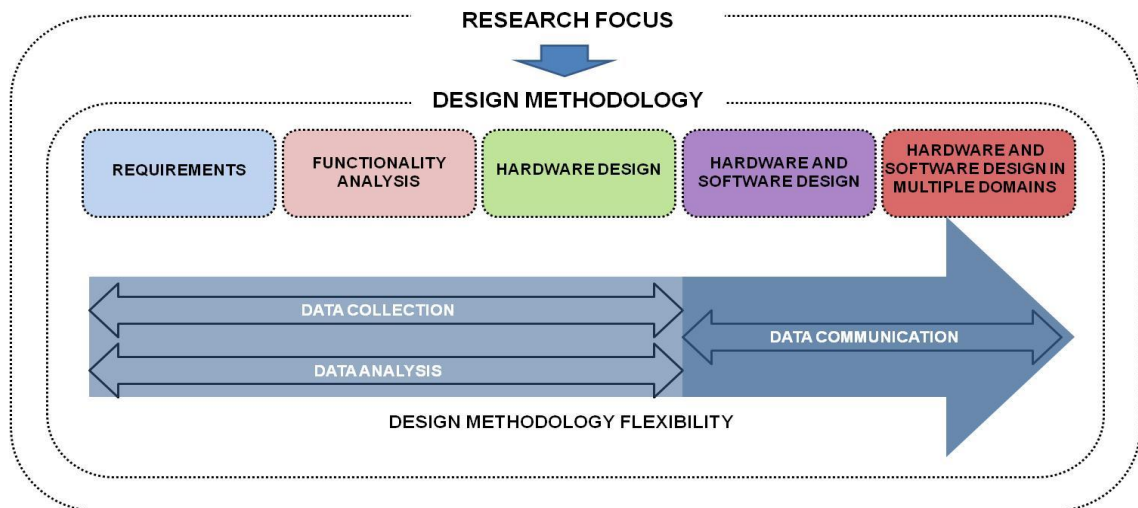 RESEARCH FOCUS
DESIGN METHODOLOGY
REQUIREMENTS
FUNCTIONALITY
ANALYSIS
HARDWARE DESIGN
HARDWARE AND
SOFTWARE DESIGN
HARDWARE AND
SOFTWARE DESIGN IN
MULTIPLE DOMAINS
DATA COLLECTION
DATA ANALYSIS
DATA COMMUNICATION
DESIGN METHODOLOGY FLEXIBILITY